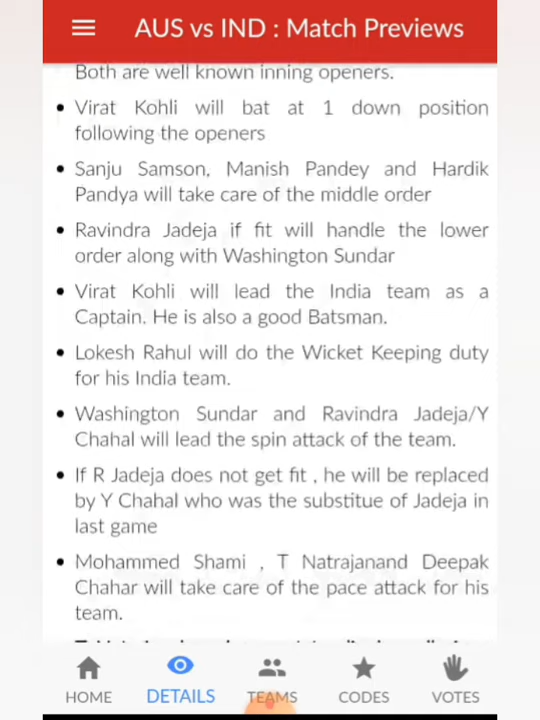 AUS vs IND : Match Previews
Both are well known inning openers.
Virat Kohli will bat at 1 down position
following the openers
Sanju Samson, Manish Pandey and Hardik
Pandya will take care of the middle order
Ravindra Jadeja if fit will handle the lower
order along with Washington Sundar
Virat Kohli will lead the India team as a
Captain. He is also a good Batsman.
Lokesh Rahul will do the Wicket Keeping duty
for his India team.
Washington Sundar and Ravindra Jadeja/Y
Chahal will lead the spin attack of the team.
If R Jadeja does not get fit , he will be replaced
by Y Chahal who was the substitue of Jadeja in
last game
Mohammed Shami , T Natrajanand Deepak
Chahar will take care of the pace attack for his
team.
HOME
DETAILS
TEAMS
CODES
VOTES